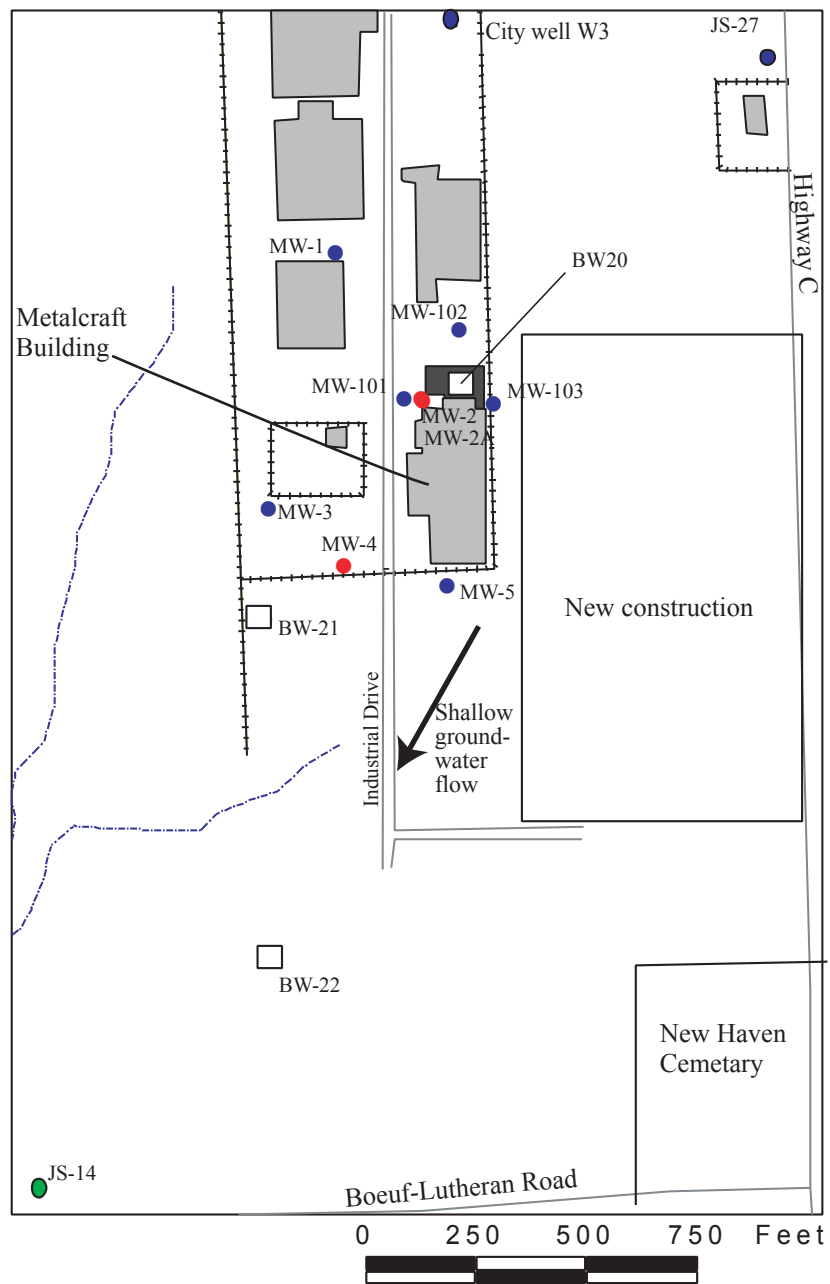 City well W3
JS-27
Highway C
MW-1
BW20
Metalcraft
Building
MW-102
MW-101
MW-103
MW-2
MW-2A
MW-3
MW-4
MW-5
New construction
BW-21
Industrial Drive
Shallow
ground-
water
flow
BW-22
New Haven
Cemetary
JS-14
Boeuf-Lutheran Road
0 250 500 750 Feet